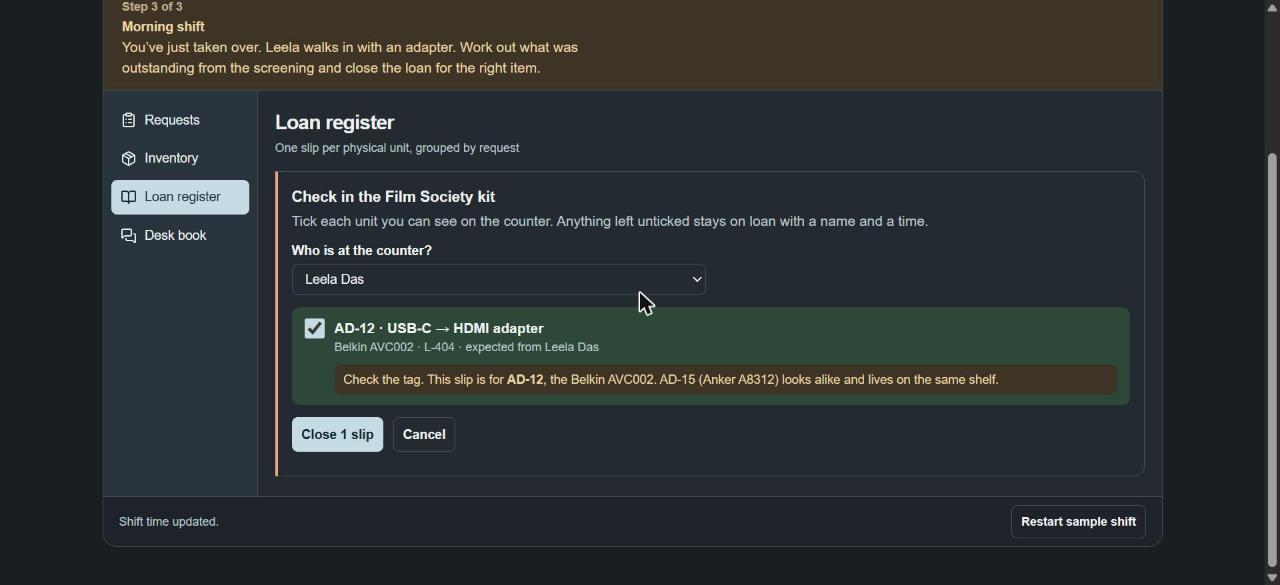 Step 3 of 3
Morning shift
You've just taken over. Leela walks in with an adapter. Work out what was
outstanding from the screening and close the loan for the right item.
Requests
Inventory
Loan register
Desk book
Loan register
One slip per physical unit, grouped by request
Check in the Film Society kit
Tick each unit you can see on the counter. Anything left unticked stays on loan with a name and a time.
Who is at the counter?
Leela Das
AD-12 · USB-C → HDMI adapter
Belkin AVC002 · L-404 · expected from Leela Das
Check the tag. This slip is for AD-12, the Belkin AVC002. AD-15 (Anker A8312) looks alike and lives on the same shelf.
Close 1 slip
Cancel
Shift time updated.
Restart sample shift